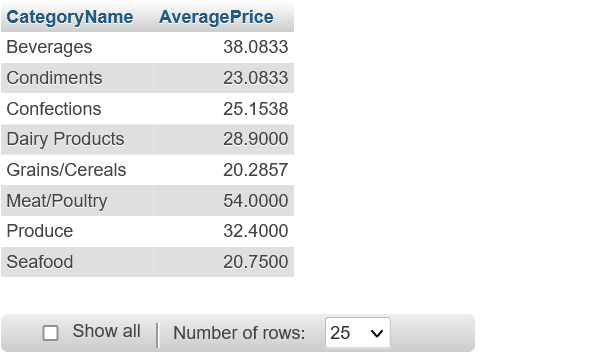 CategoryName AveragePrice
Beverages 38.0833
Condiments 23.0833
Confections 25.1538
Dairy Products 28.9000
Grains/Cereals 20.2857
Meat/Poultry 54.0000
Produce 32.4000
Seafood 20.7500
Show all Number of rows: 25